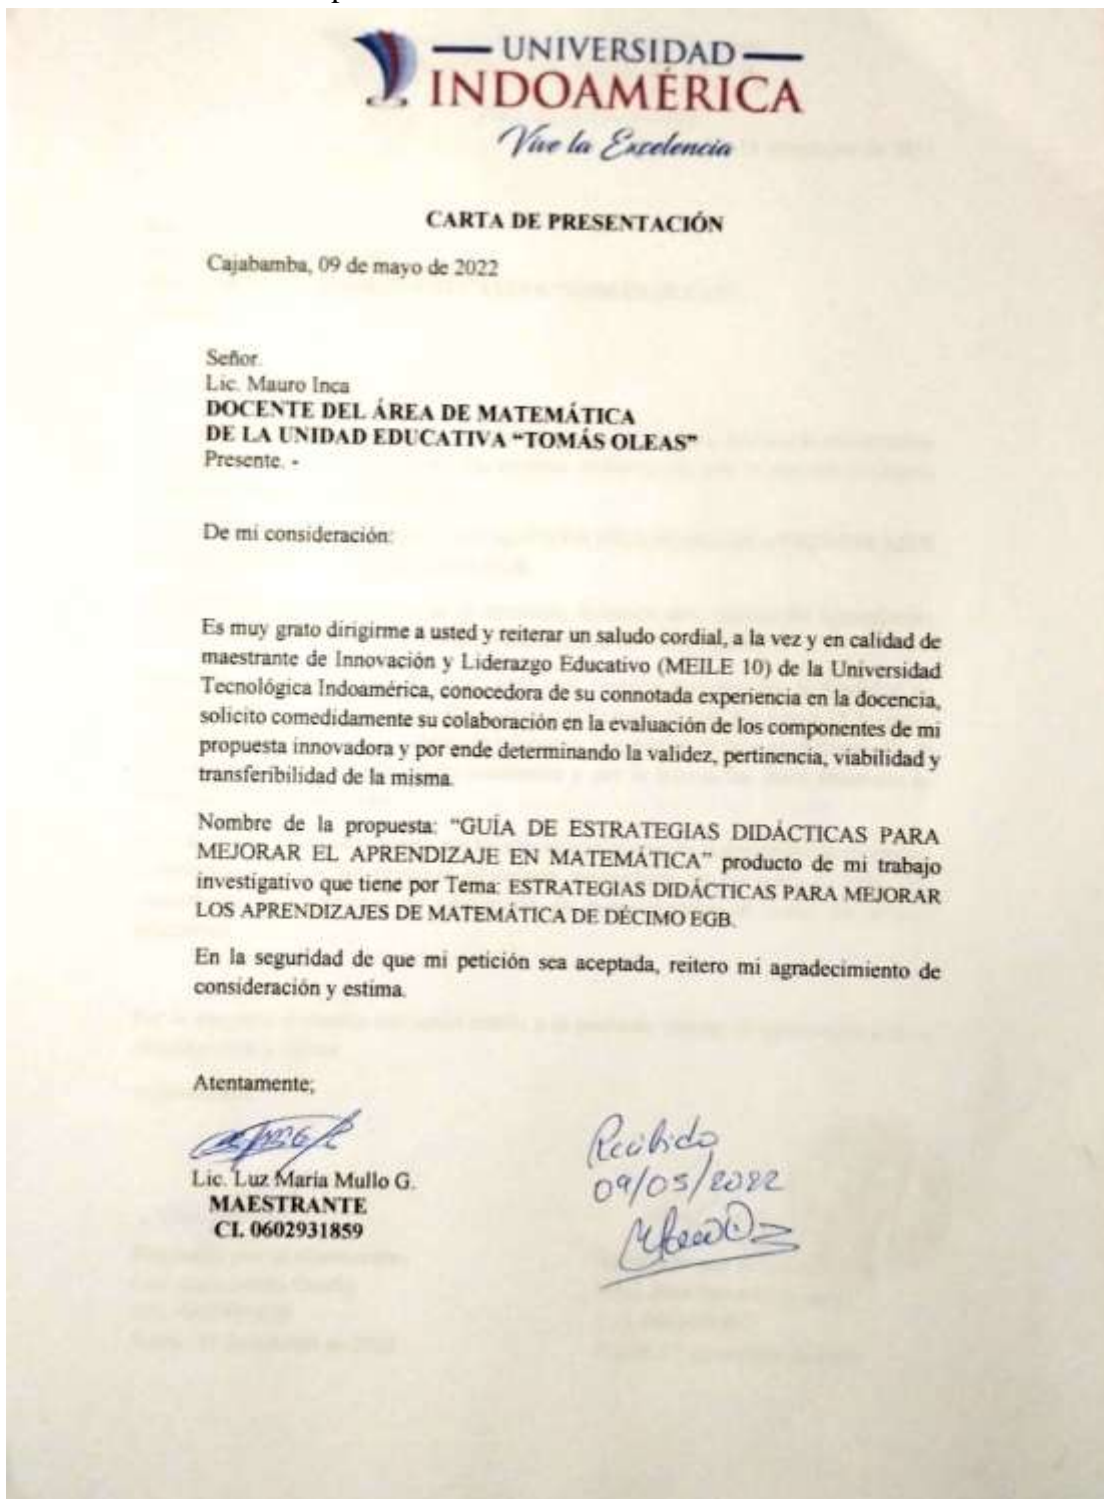 UNIVERSIDAD
INDOAMÉRICA
Vive la Excelencia
CARTA DE PRESENTACIÓN
Cajabamba, 09 de mayo de 2022
Señor.
Lic. Mauro Inca
DOCENTE DEL ÁREA DE MATEMÁTICA
DE LA UNIDAD EDUCATIVA “TOMÁS OLEAS”
Presente. -
De mi consideración:
Es muy grato dirigirme a usted y reiterar un saludo cordial, a la vez y en calidad de
maestrante de Innovación y Liderazgo Educativo (MEILE 10) de la Universidad
Tecnológica Indoamérica, conocedora de su connotada experiencia en la docencia,
solicito comedidamente su colaboración en la evaluación de los componentes de mi
propuesta innovadora y por ende determinando la validez, pertinencia, viabilidad y
transferibilidad de la misma.
Nombre de la propuesta: “GUÍA DE ESTRATEGIAS DIDÁCTICAS PARA
MEJORAR EL APRENDIZAJE EN MATEMÁTICA” producto de mi trabajo
investigativo que tiene por Tema: ESTRATEGIAS DIDÁCTICAS PARA MEJORAR
LOS APRENDIZAJES DE MATEMÁTICA DE DÉCIMO EGB.
En la seguridad de que mi petición sea aceptada, reitero mi agradecimiento de
consideración y estima.
Atentamente;
Lic. Luz María Mullo G.
MAESTRANTE
CI. 0602931859
Recibido
09/05/2022